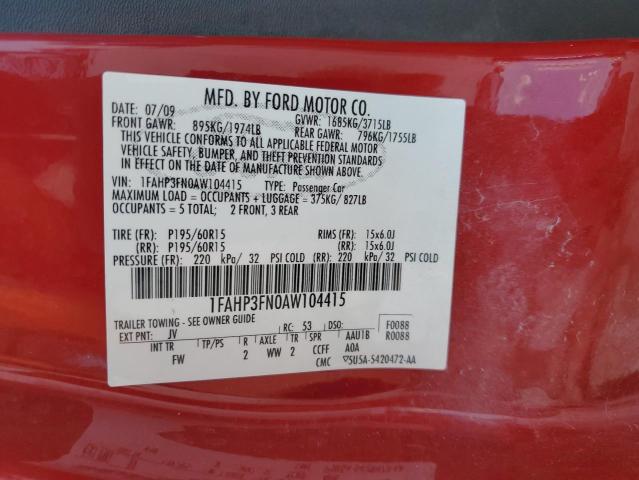 MFD. BY FORD MOTOR CO.
DATE: 07/09 GVWR: 1685KG/3715LB
FRONT GAWR: 895KG/1974LB REAR GAWR: 796KG/1755LB
THIS VEHICLE CONFORMS TO ALL APPLICABLE FEDERAL MOTOR
VEHICLE SAFETY, BUMPER, AND THEFT PREVENTION STANDARDS
IN EFFECT ON THE DATE OF MANUFACTURE SHOWN ABOVE.
VIN: 1FAHP3FN0AW104415 TYPE: Passenger Car
MAXIMUM LOAD = OCCUPANTS + LUGGAGE = 375KG/ 827LB
OCCUPANTS = 5 TOTAL; 2 FRONT, 3 REAR
TIRE (FR): P195/60R15 RIMS (FR): 15x6.0J
(RR): P195/60R15 (RR): 15x6.0J
PRESSURE (FR): 220 kPa/ 32 PSI COLD (RR): 220 kPa/ 32 PSI COLD
1FAHP3FN0AW104415
TRAILER TOWING - SEE OWNER GUIDE
EXT PNT: JV RC: 53 DSO: F0088
INT TR TP/PS R AXLE TR SPR AAU1B R0088
FW 2 WW 2 CCFF A0A
CMC 5U5A-5420472-AA